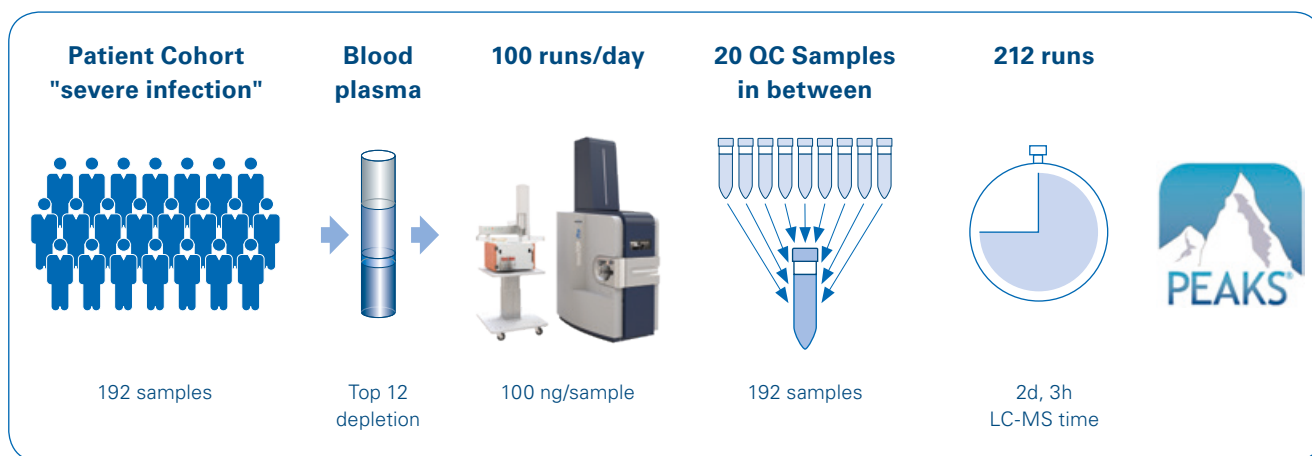 Patient Cohort
"severe infection"
192 samples
Blood
plasma
Top 12
depletion
100 runs/day
100 ng/sample
20 QC Samples
in between
192 samples
212 runs
2d, 3h
LC-MS time
PEAKS®